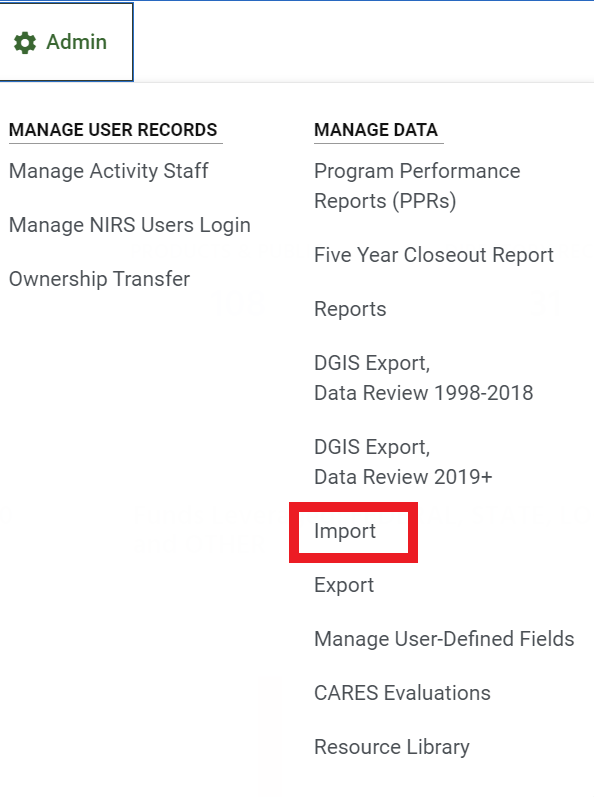 Admin
MANAGE USER RECORDS
Manage Activity Staff
Manage NIRS Users Login
Ownership Transfer
MANAGE DATA
Program Performance
Reports (PPRs)
Five Year Closeout Report
Reports
DGIS Export,
Data Review 1998-2018
DGIS Export,
Data Review 2019+
Import
Export
Manage User-Defined Fields
CARES Evaluations
Resource Library